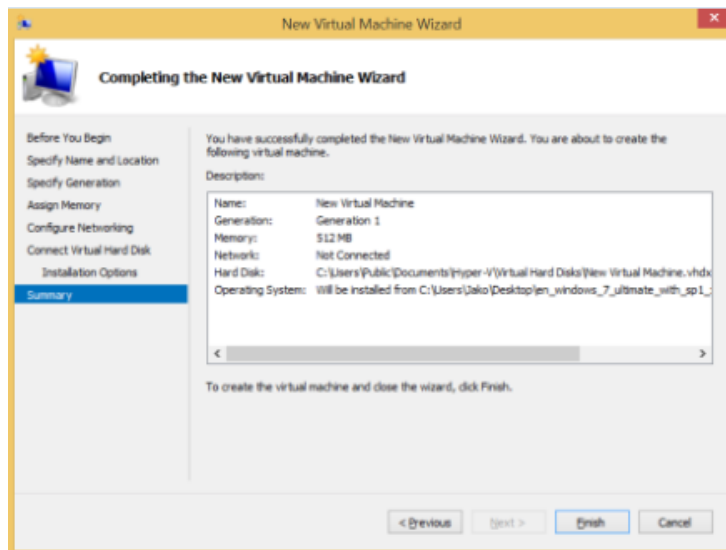 New Virtual Machine Wizard
Completing the New Virtual Machine Wizard
Before You Begin
Specify Name and Location
Specify Generation
Assign Memory
Configure Networking
Connect Virtual Hard Disk
Installation Options
Summary
You have successfully completed the New Virtual Machine Wizard. You are about to create the
following virtual machine.
Description:
Name: New Virtual Machine
Generation: Generation 1
Memory: 512 MB
Network: Not Connected
Hard Disk: C:\Users\Public\Documents\Hyper-V\Virtual Hard Disks\New Virtual Machine.vhdx
Operating System: Will be installed from C:\Users\Jako\Desktop\en_windows_7_ultimate_with_sp1_
To create the virtual machine and close the wizard, click Finish.
< Previous
Next >
Finish
Cancel